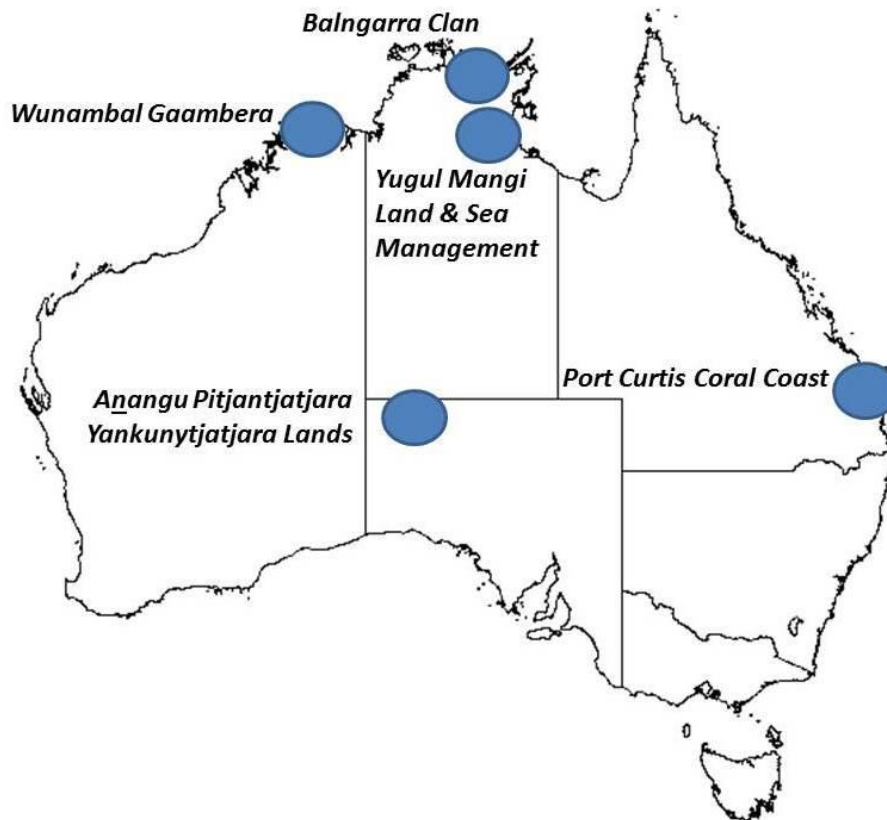 Balngarra Clan
Wunambal Gaambera
Yugul Mangi
Land & Sea
Management
Port Curtis Coral Coast
Anangu Pitjantjatjara
Yankunytjatjara Lands